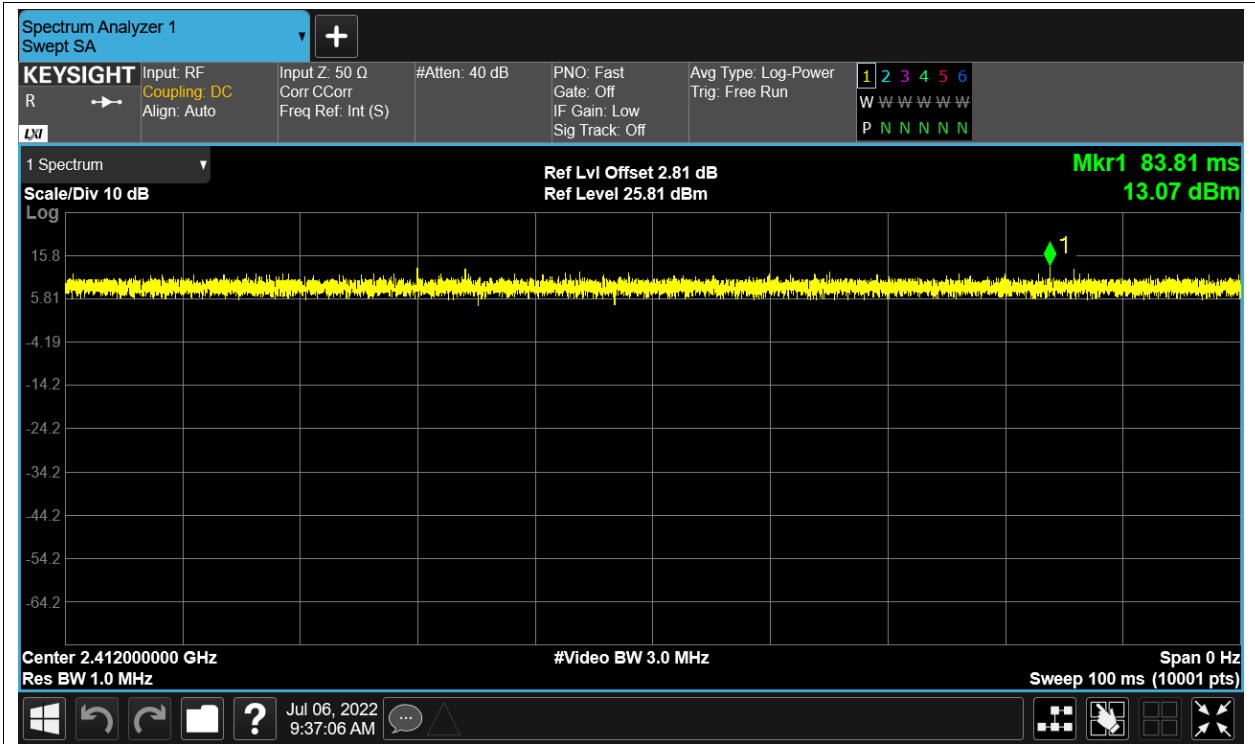 Spectrum Analyzer 1
Swept SA
KEYSIGHT
R
LXI
Input: RF
Coupling: DC
Align: Auto
Input Z: 50 Ω
Corr CCorr
Freq Ref: Int (S)
#Atten: 40 dB
PNO: Fast
Gate: Off
IF Gain: Low
Sig Track: Off
Avg Type: Log-Power
Trig: Free Run
1 2 3 4 5 6
W W W W W W
P N N N N N
1 Spectrum
Scale/Div 10 dB
Ref Lvl Offset 2.81 dB
Ref Level 25.81 dBm
Mkr1 83.81 ms
13.07 dBm
Log
1
15.8
5.81
-4.19
-14.2
-24.2
-34.2
-44.2
-54.2
-64.2
Center 2.412000000 GHz
Res BW 1.0 MHz
#Video BW 3.0 MHz
Span 0 Hz
Sweep 100 ms (10001 pts)
?
Jul 06, 2022
9:37:06 AM